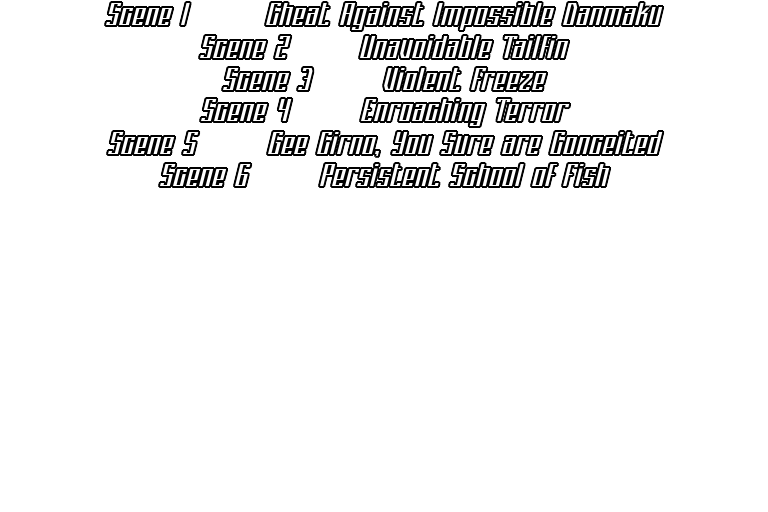 Scene 1 Cheat Against Impossible Danmaku
Scene 2 Unavoidable Tailfin
Scene 3 Violent Freeze
Scene 4 Enroaching Terror
Scene 5 Gee Cirno, You Sure are Conceited
Scene 6 Persistent School of Fish